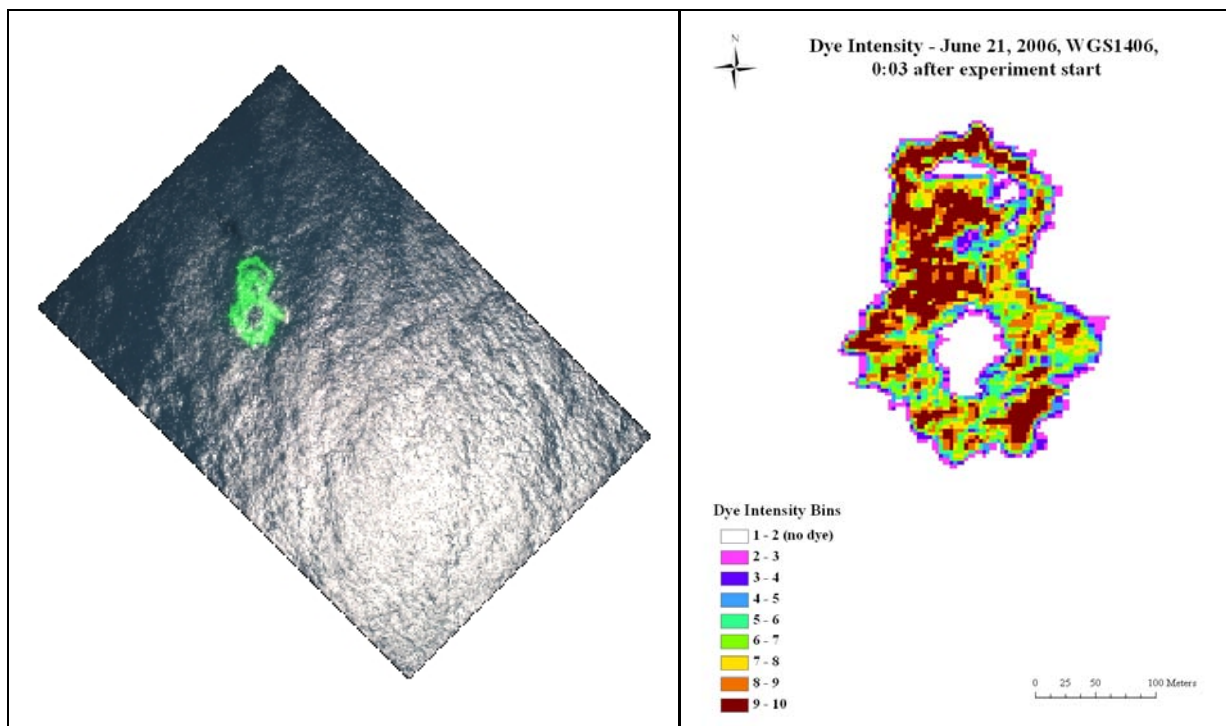 N
Dye Intensity - June 21, 2006, WGS1406,
0:03 after experiment start
Dye Intensity Bins
1 - 2 (no dye)
2 - 3
3 - 4
4 - 5
5 - 6
6 - 7
7 - 8
8 - 9
9 - 10
0 25 50 100 Meters